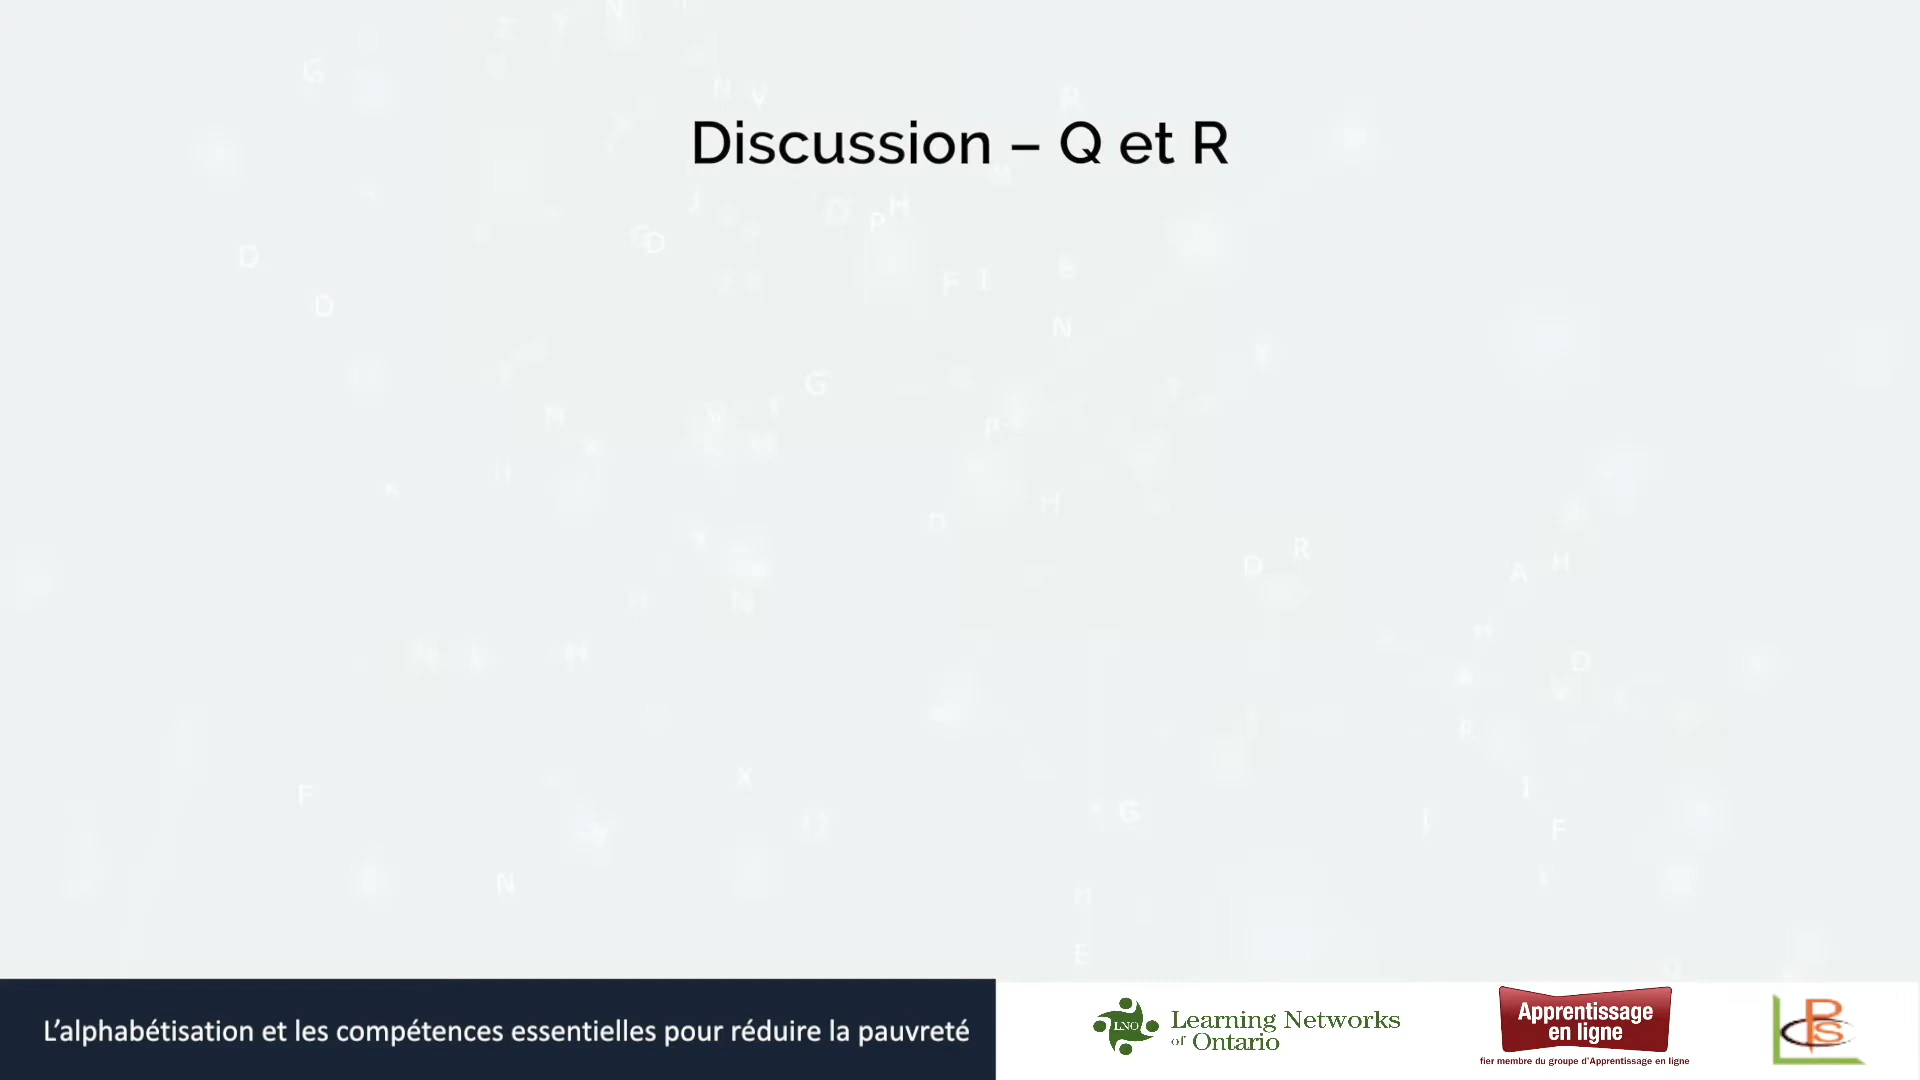 Discussion – Q et R
L’alphabétisation et les compétences essentielles pour réduire la pauvreté
LNO
Learning Networks
of Ontario
Apprentissage
en ligne
fier membre du groupe d’Apprentissage en ligne